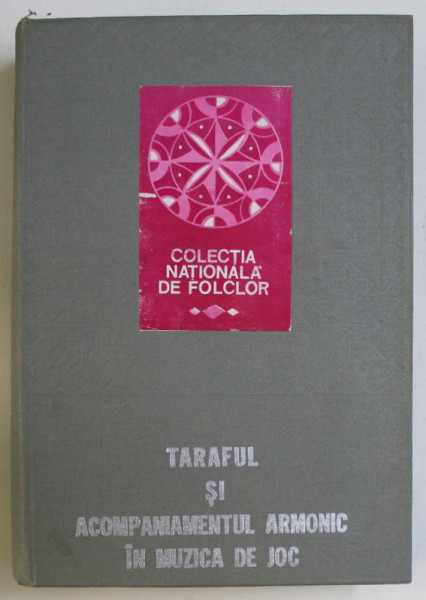 COLECȚIA
NAȚIONALĂ
DE FOLCLOR
TARAFUL
ȘI
ACOMPANIAMENTUL ARMONIC
ÎN MUZICA DE JOC